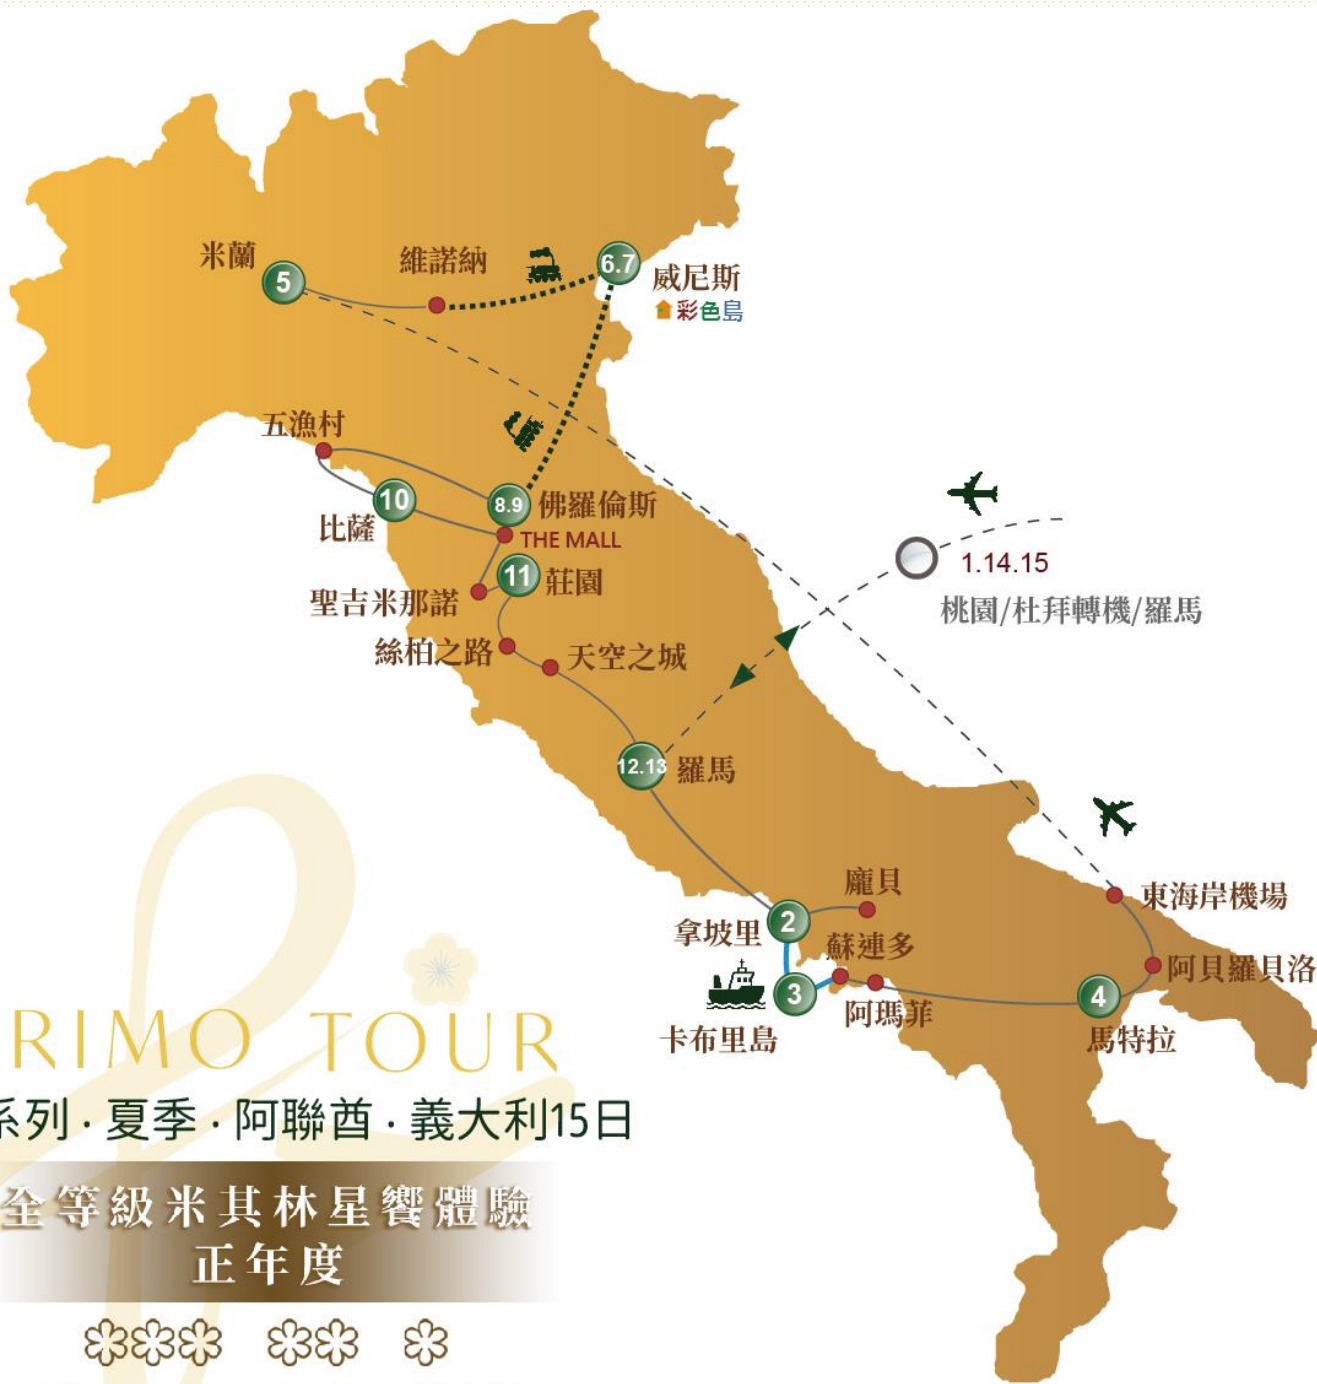 米蘭
5
維諾納
6.7
威尼斯
彩色島
五漁村
10
比薩
8.9
佛羅倫斯
THE MALL
11
莊園
聖吉米那諾
絲柏之路
天空之城
1.14.15
桃園/杜拜轉機/羅馬
12.13
羅馬
龐貝
2
拿坡里
蘇連多
3
卡布里島
阿瑪菲
4
馬特拉
東海岸機場
阿貝羅貝洛
RIMO TOUR
系列·夏季·阿聯酋·義大利15日
全等級米其林星饗體驗
正年度